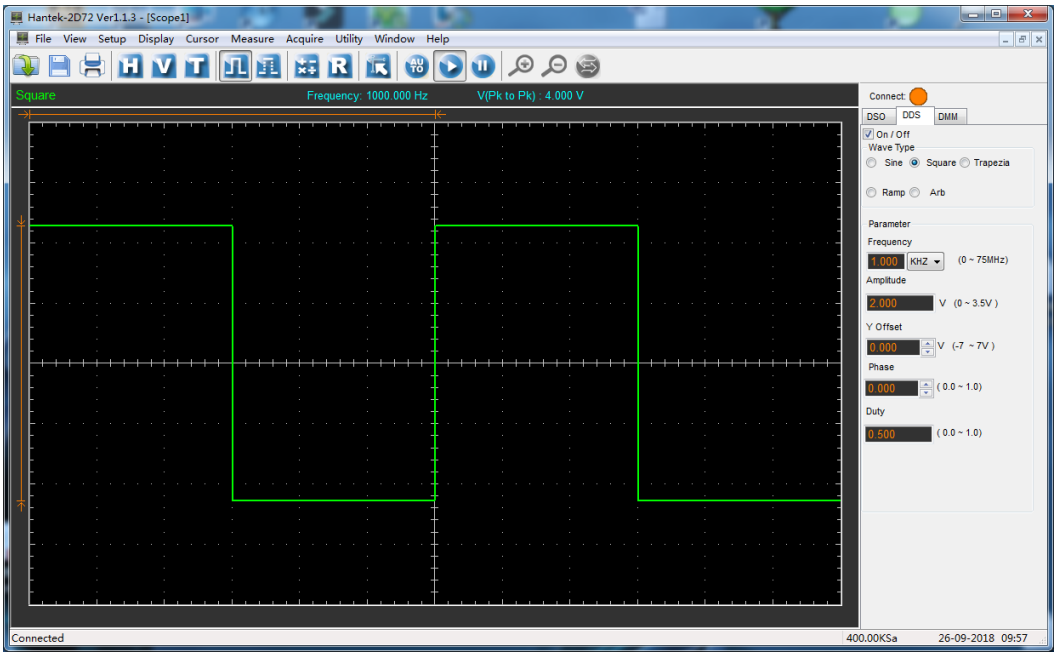 Hantek-2D72 Ver1.1.3 - [Scope1]
File View Setup Display Cursor Measure Acquire Utility Window Help
H V T R AUTO
Square Frequency: 1000.000 Hz V(Pk to Pk) : 4.000 V
Connect:
DSO DDS DMM
On / Off
Wave Type
Sine Square Trapezia
Ramp Arb
Parameter
Frequency
1.000 KHZ (0 ~ 75MHz)
Amplitude
2.000 V (0 ~ 3.5V )
Y Offset
0.000 V (-7 ~ 7V )
Phase
0.000 ( 0.0 ~ 1.0)
Duty
0.500 ( 0.0 ~ 1.0)
Connected 400.00KSa 26-09-2018 09:57